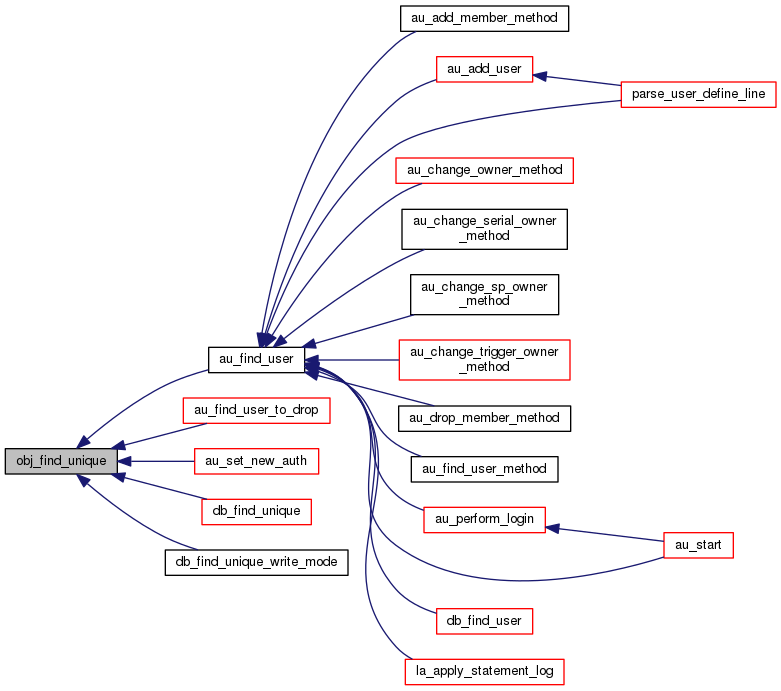 au_add_member_method
au_add_user
parse_user_define_line
au_change_owner_method
au_change_serial_owner
_method
au_change_sp_owner
_method
au_find_user
au_change_trigger_owner
_method
au_find_user_to_drop
au_drop_member_method
obj_find_unique
au_set_new_auth
au_find_user_method
db_find_unique
au_perform_login
au_start
db_find_unique_write_mode
db_find_user
la_apply_statement_log